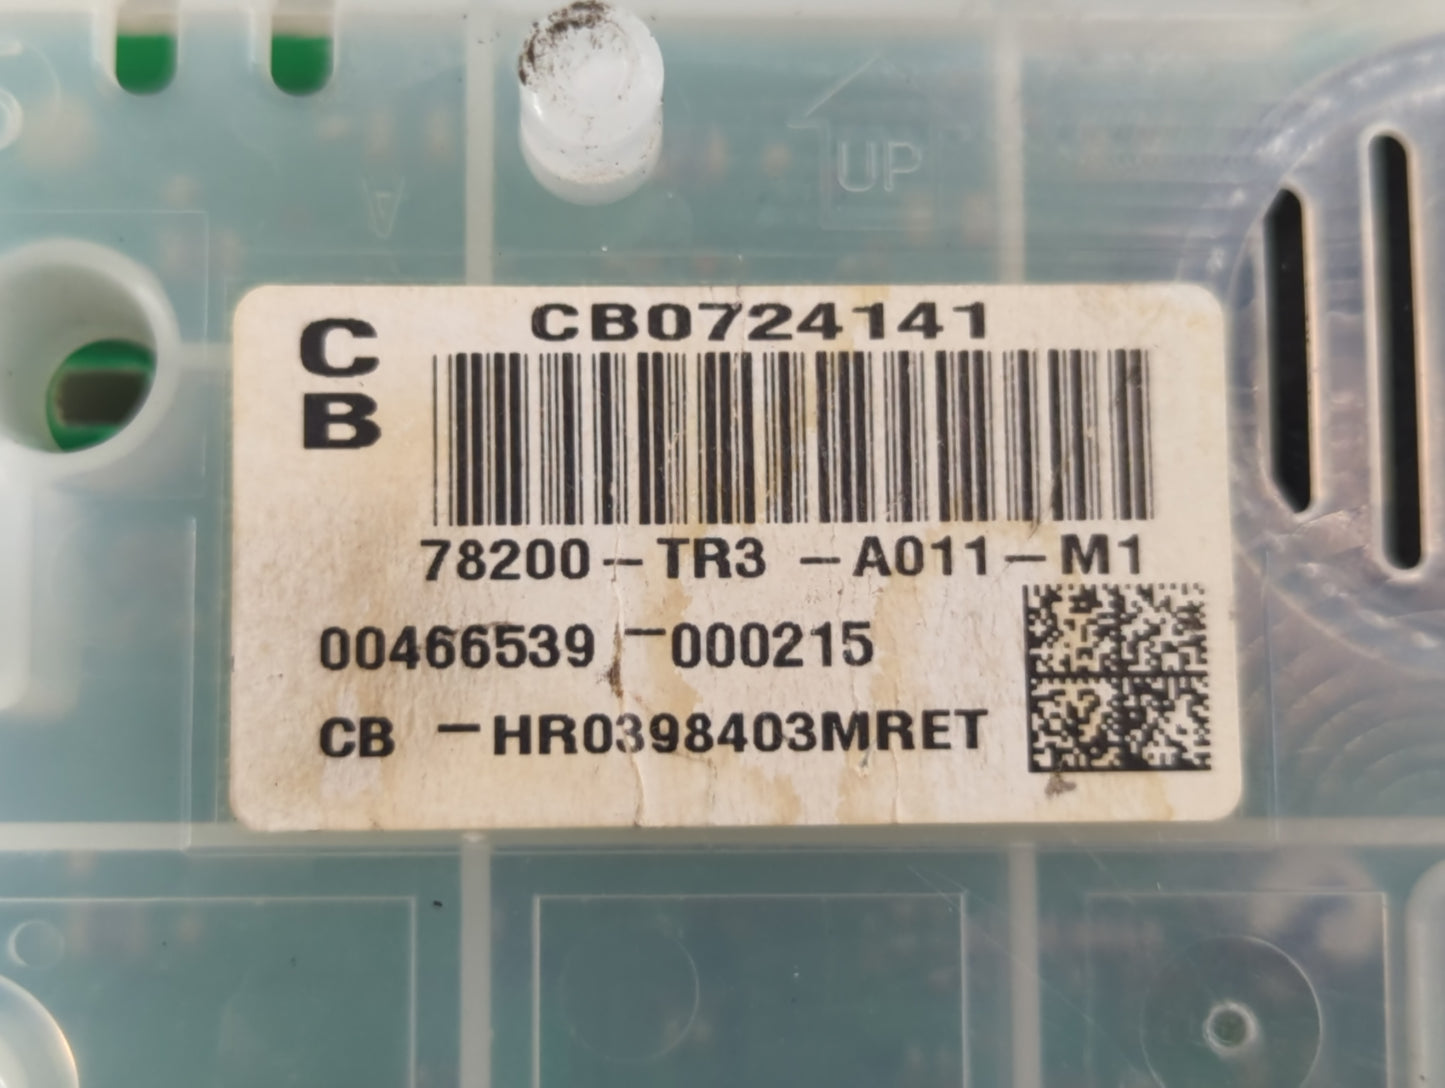 UP
A
C
B
CB0724141
78200-TR3 -A011-M1
00466539 -000215
CB -HR0398403MRET